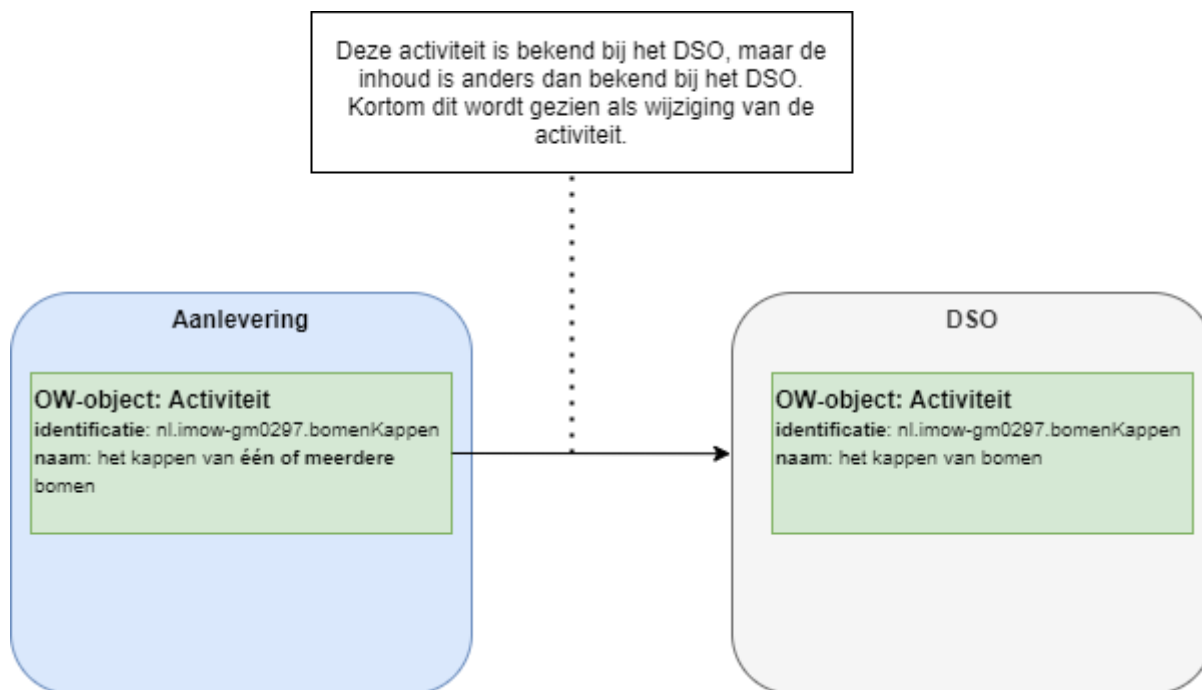 Deze activiteit is bekend bij het DSO, maar de
inhoud is anders dan bekend bij het DSO.
Kortom dit wordt gezien als wijziging van de
activiteit.
Aanlevering
OW-object: Activiteit
identificatie: nl.imow-gm0297.bomenKappen
naam: het kappen van één of meerdere
bomen
DSO
OW-object: Activiteit
identificatie: nl.imow-gm0297.bomenKappen
naam: het kappen van bomen